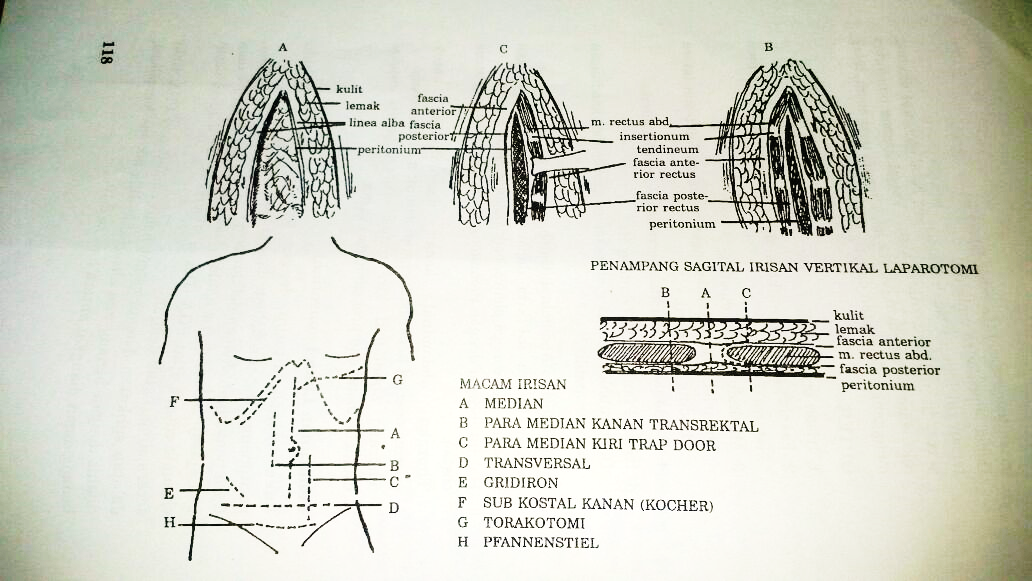 118
A
kulit
lemak
linea alba
peritonium
C
fascia
anterior
fascia
posterior
m. rectus abd.
insertionum
tendineum
fascia ante-
rior rectus
fascia poste-
rior rectus
peritonium
B
PENAMPANG SAGITAL IRISAN VERTIKAL LAPAROTOMI
B A C
kulit
lemak
fascia anterior
m. rectus abd.
fascia posterior
peritonium
G
F
A
B
C
E
D
H
MACAM IRISAN
A MEDIAN
B PARA MEDIAN KANAN TRANSREKTAL
C PARA MEDIAN KIRI TRAP DOOR
D TRANSVERSAL
E GRIDIRON
F SUB KOSTAL KANAN (KOCHER)
G TORAKOTOMI
H PFANNENSTIEL